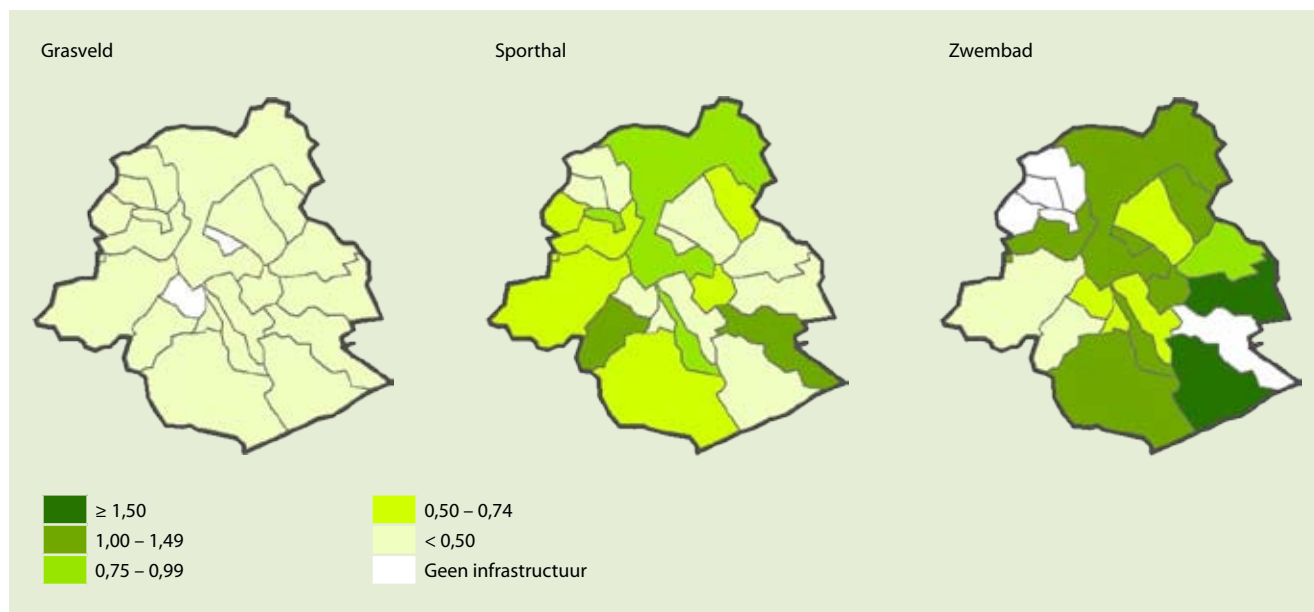 Grasveld
Sporthal
Zwembad
≥ 1,50
1,00 – 1,49
0,75 – 0,99
0,50 – 0,74
< 0,50
Geen infrastructuur